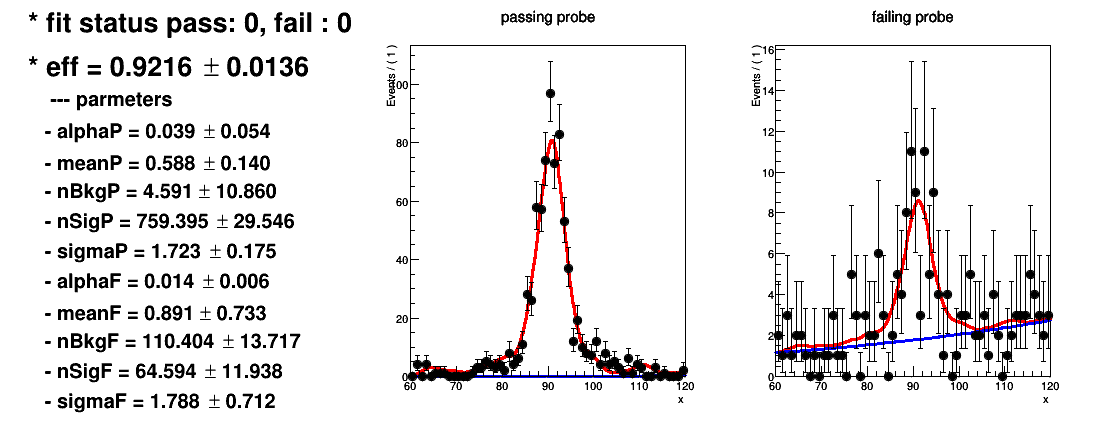 * fit status pass: 0, fail : 0
* eff = 0.9216 ± 0.0136
--- parmeters
- alphaP = 0.039 ± 0.054
- meanP = 0.588 ± 0.140
- nBkgP = 4.591 ± 10.860
- nSigP = 759.395 ± 29.546
- sigmaP = 1.723 ± 0.175
- alphaF = 0.014 ± 0.006
- meanF = 0.891 ± 0.733
- nBkgF = 110.404 ± 13.717
- nSigF = 64.594 ± 11.938
- sigmaF = 1.788 ± 0.712
passing probe
Events / ( 1 )
100
80
60
40
20
0
60 70 80 90 100 110 120
x
failing probe
Events / ( 1 )
16
14
12
10
8
6
4
2
0
60 70 80 90 100 110 120
x